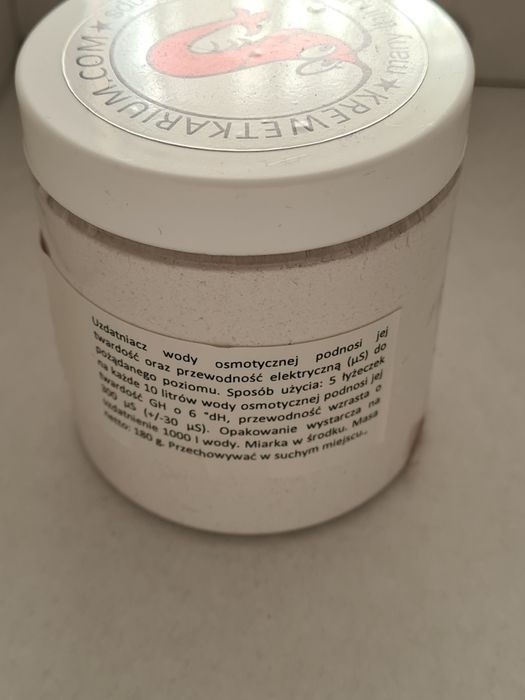 ★ KREWETKARIUM.COM ★
many
Uzdatniacz wody osmotycznej podnosi jej
twardość oraz przewodność elektryczną (µS) do
pożądanego poziomu. Sposób użycia: 5 łyżeczek
na każde 10 litrów wody osmotycznej podnosi jej
twardość GH o 6 °dH, przewodność wzrasta o
300 µS (+/-30 µS). Opakowanie wystarcza na
uzdatnienie 1000 l wody. Miarka w środku. Masa
netto: 180 g. Przechowywać w suchym miejscu..